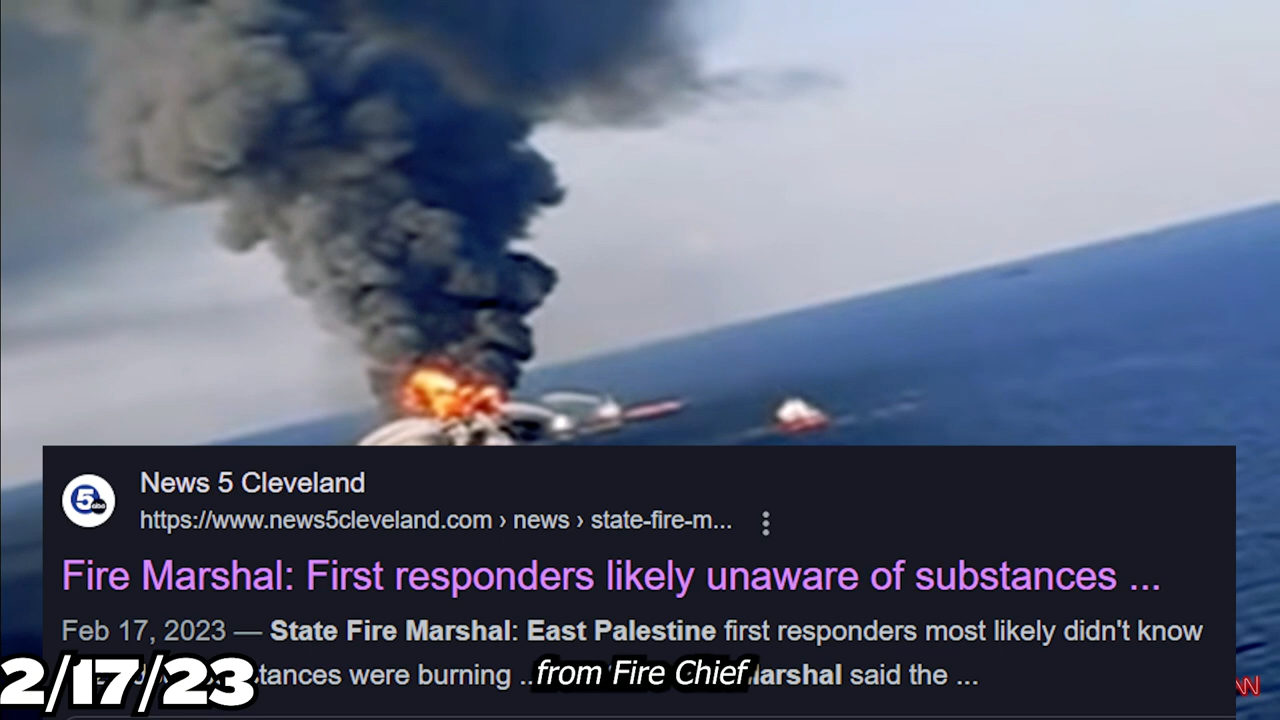 News 5 Cleveland
https://www.news5cleveland.com › news › state-fire-m...
Fire Marshal: First responders likely unaware of substances ...
Feb 17, 2023 — State Fire Marshal: East Palestine first responders most likely didn't know
tances were burning ... Marshal said the ...
from Fire Chief
2/17/23
5